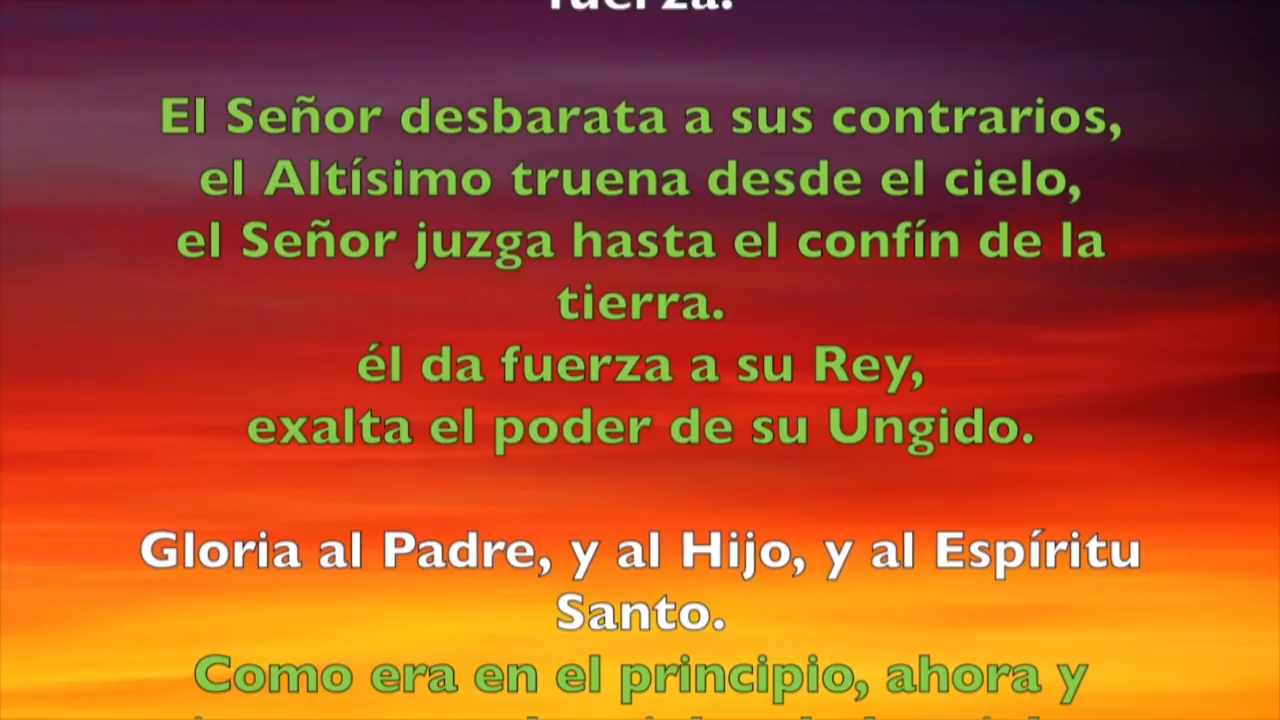 fuerza.
El Señor desbarata a sus contrarios,
el Altísimo truena desde el cielo,
el Señor juzga hasta el confín de la
tierra.
él da fuerza a su Rey,
exalta el poder de su Ungido.
Gloria al Padre, y al Hijo, y al Espíritu
Santo.
Como era en el principio, ahora y